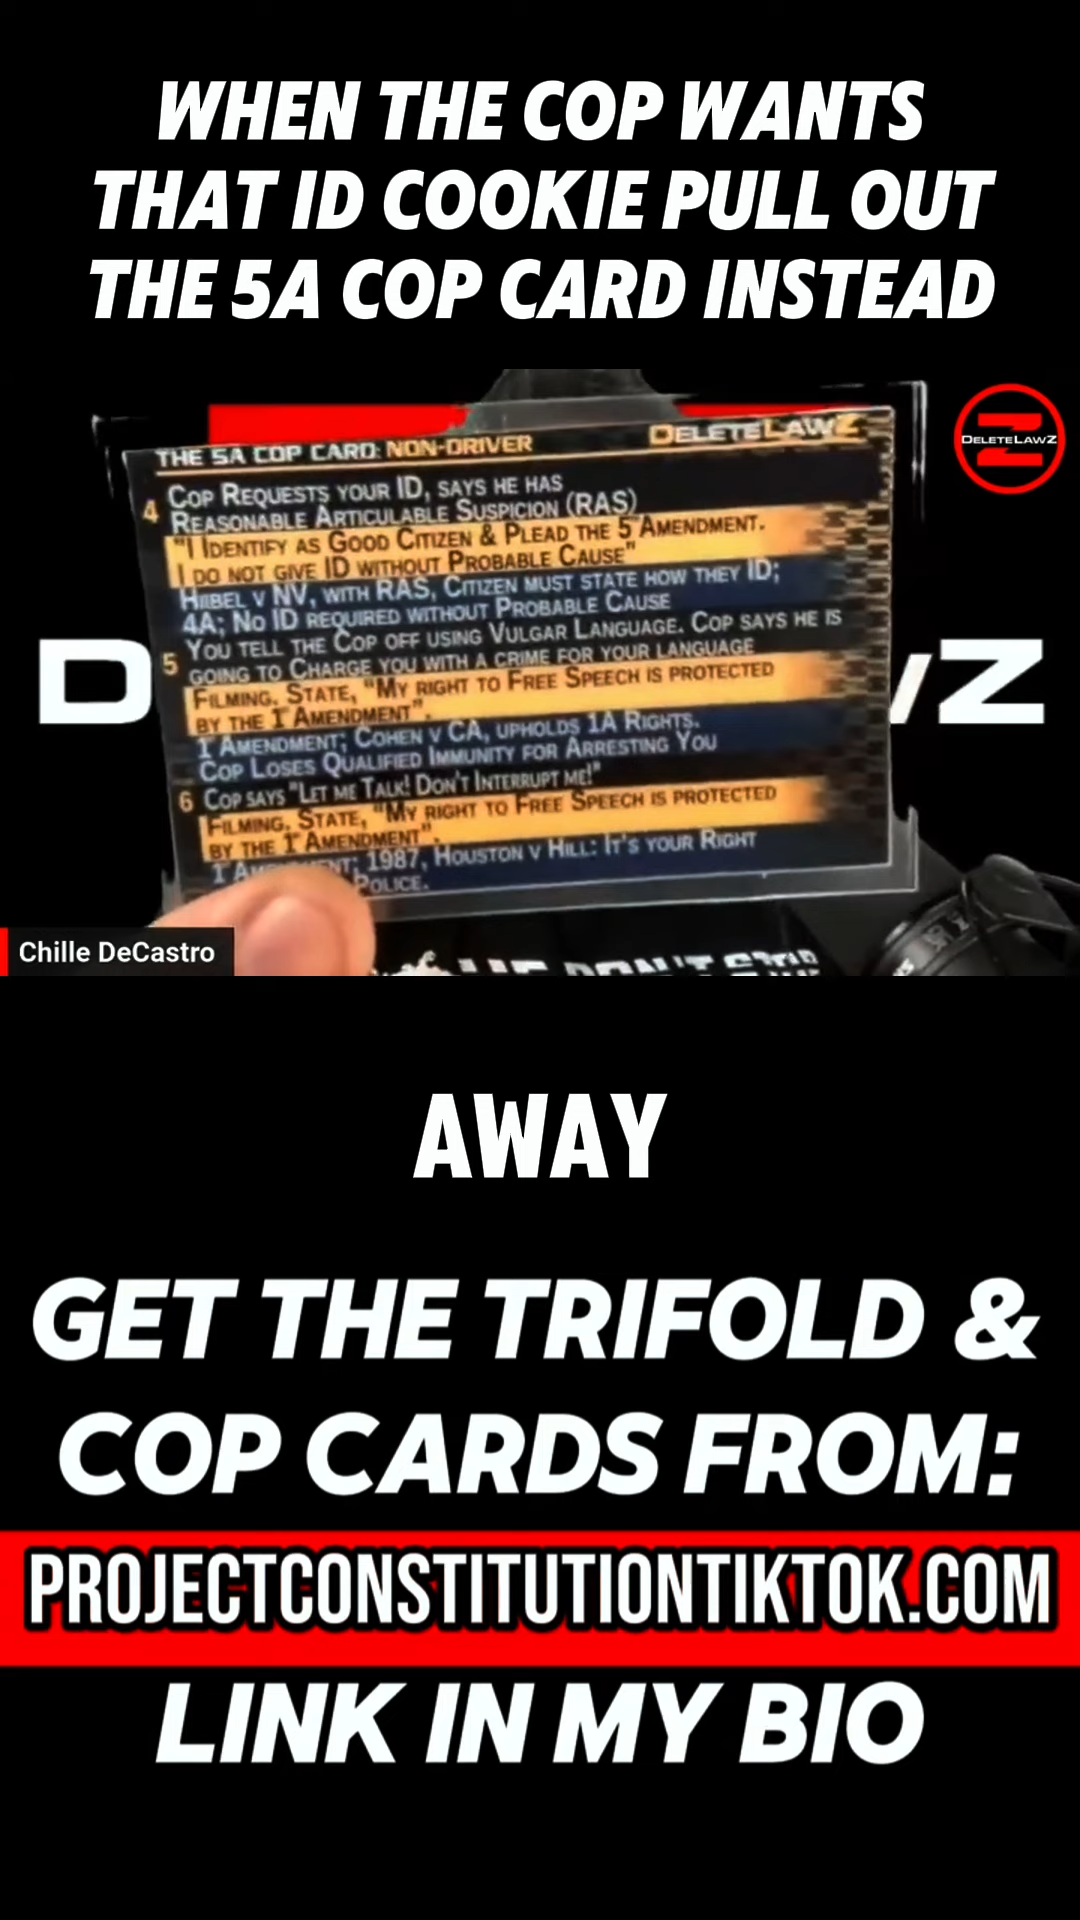 WHEN THE COP WANTS
THAT ID COOKIE PULL OUT
THE 5A COP CARD INSTEAD
DELETELAWZ
THE 5A COP CARD: NON-DRIVER DELETELAWZ
4 COP REQUESTS YOUR ID, SAYS HE HAS
REASONABLE ARTICULABLE SUSPICION (RAS)
"I IDENTIFY AS GOOD CITIZEN & PLEAD THE 5 AMENDMENT.
I DO NOT GIVE ID WITHOUT PROBABLE CAUSE"
HIIBEL V NV, WITH RAS, CITIZEN MUST STATE HOW THEY ID;
4A; NO ID REQUIRED WITHOUT PROBABLE CAUSE
5 YOU TELL THE COP OFF USING VULGAR LANGUAGE. COP SAYS HE IS
GOING TO CHARGE YOU WITH A CRIME FOR YOUR LANGUAGE
FILMING. STATE, "MY RIGHT TO FREE SPEECH IS PROTECTED
BY THE 1 AMENDMENT".
1 AMENDMENT; COHEN V CA, UPHOLDS 1A RIGHTS.
COP LOSES QUALIFIED IMMUNITY FOR ARRESTING YOU
6 COP SAYS "LET ME TALK! DON'T INTERRUPT ME!"
FILMING. STATE, "MY RIGHT TO FREE SPEECH IS PROTECTED
BY THE 1 AMENDMENT".
1987, HOUSTON V HILL: IT'S YOUR RIGHT
POLICE.
D Z
Chille DeCastro
AWAY
GET THE TRIFOLD &
COP CARDS FROM:
PROJECTCONSTITUTIONTIKTOK.COM
LINK IN MY BIO